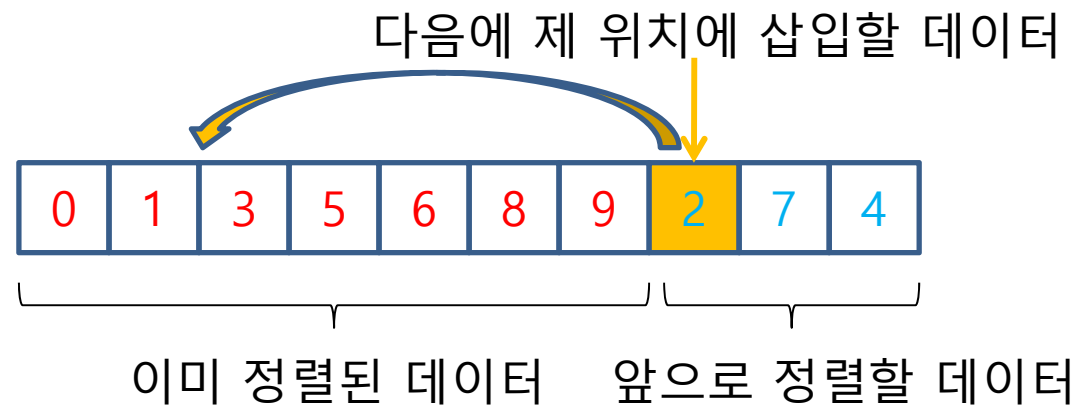 다음에 제 위치에 삽입할 데이터
0 1 3 5 6 8 9 2 7 4
이미 정렬된 데이터 앞으로 정렬할 데이터